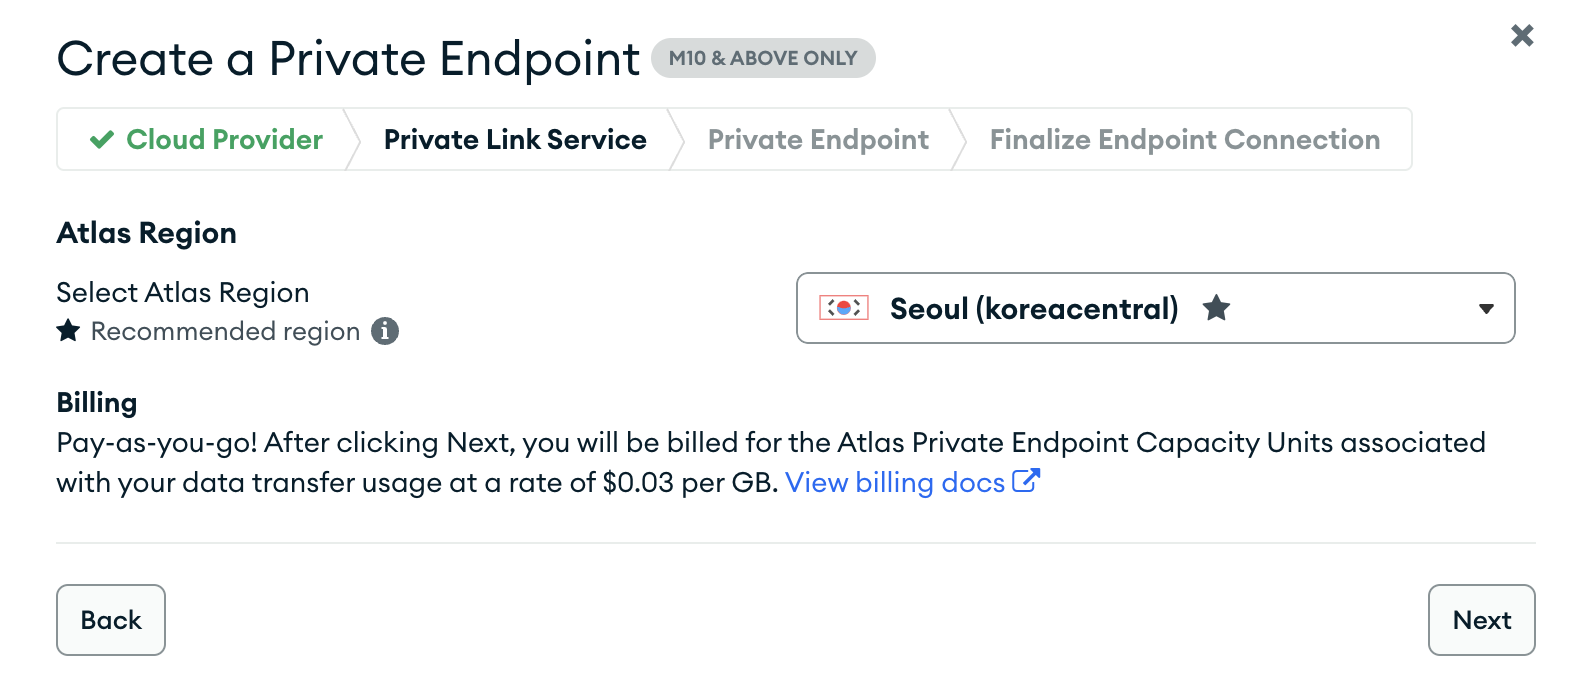 Create a Private Endpoint M10 & ABOVE ONLY
Cloud Provider Private Link Service Private Endpoint Finalize Endpoint Connection
Atlas Region
Select Atlas Region
Recommended region
Seoul (koreacentral)
Billing
Pay-as-you-go! After clicking Next, you will be billed for the Atlas Private Endpoint Capacity Units associated
with your data transfer usage at a rate of $0.03 per GB. View billing docs
Back Next